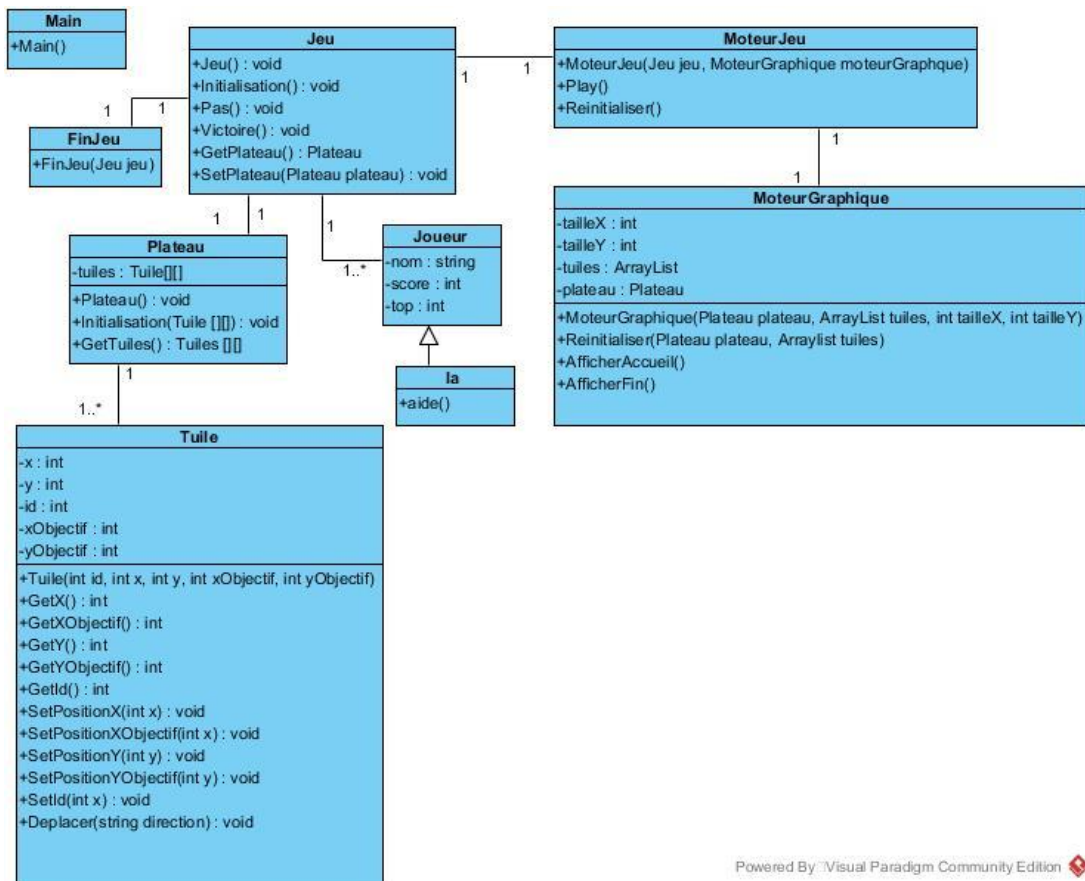 Main
+Main()
Jeu
+Jeu() : void
+Initialisation() : void
+Pas() : void
+Victoire() : void
+GetPlateau() : Plateau
+SetPlateau(Plateau plateau) : void
MoteurJeu
+MoteurJeu(Jeu jeu, MoteurGraphique moteurGraphque)
+Play()
+Reinitialiser()
1
1
1
1
FinJeu
+FinJeu(Jeu jeu)
1
1
MoteurGraphique
-tailleX : int
-tailleY : int
-tuiles : ArrayList
-plateau : Plateau
+MoteurGraphique(Plateau plateau, ArrayList tuiles, int tailleX, int tailleY)
+Reinitialiser(Plateau plateau, Arraylist tuiles)
+AfficherAccueil()
+AfficherFin()
1
1
1
1..*
Plateau
-tuiles : Tuile[][]
+Plateau() : void
+Initialisation(Tuile [][]) : void
+GetTuiles() : Tuiles [][]
Joueur
-nom : string
-score : int
-top : int
Ia
+aide()
1
1..*
Tuile
-x : int
-y : int
-id : int
-xObjectif : int
-yObjectif : int
+Tuile(int id, int x, int y, int xObjectif, int yObjectif)
+GetX() : int
+GetXObjectif() : int
+GetY() : int
+GetYObjectif() : int
+GetId() : int
+SetPositionX(int x) : void
+SetPositionXObjectif(int x) : void
+SetPositionY(int y) : void
+SetPositionYObjectif(int y) : void
+SetId(int x) : void
+Deplacer(string direction) : void
Powered By Visual Paradigm Community Edition